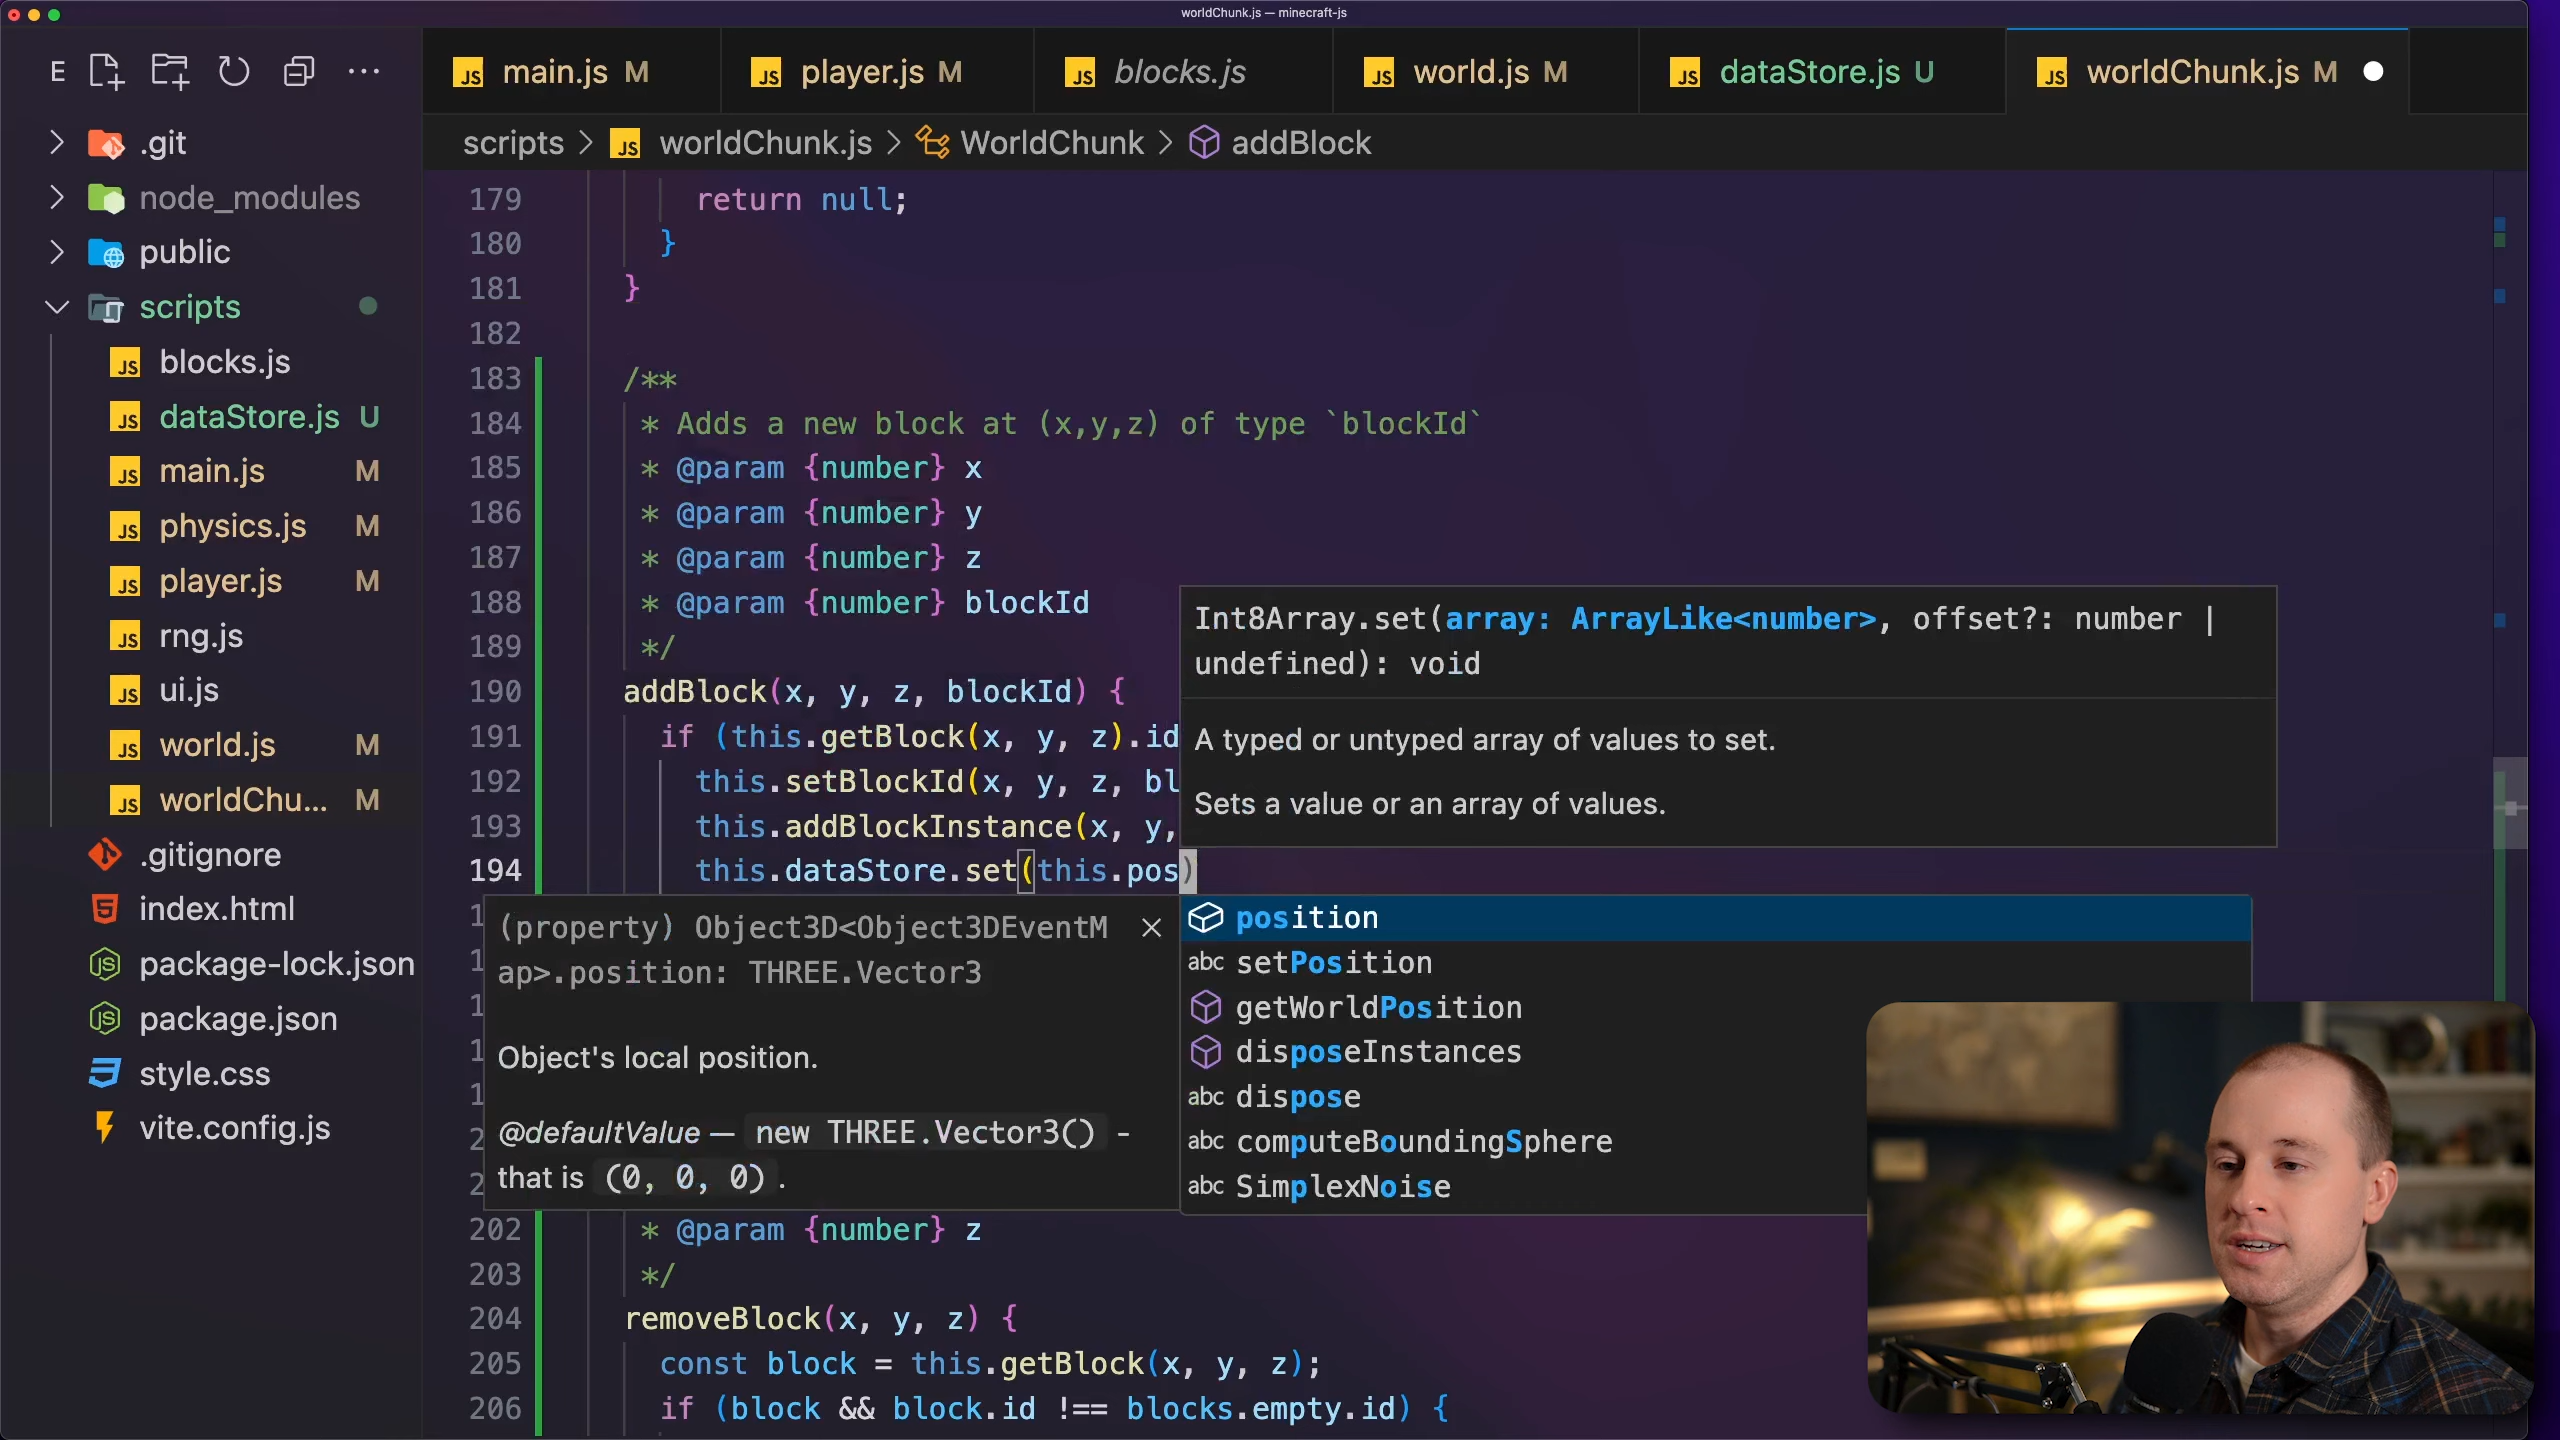 worldChunk.js — minecraft-js
E
JS main.js M
JS player.js M
JS blocks.js
JS world.js M
JS dataStore.js U
JS worldChunk.js M
scripts > JS worldChunk.js > WorldChunk > addBlock
.git
node_modules
public
scripts
JS blocks.js
JS dataStore.js U
JS main.js M
JS physics.js M
JS player.js M
JS rng.js
JS ui.js
JS world.js M
JS worldChu... M
.gitignore
index.html
package-lock.json
package.json
style.css
vite.config.js
179 return null;
180 }
181 }
182
183 /**
184 * Adds a new block at (x,y,z) of type `blockId`
185 * @param {number} x
186 * @param {number} y
187 * @param {number} z
188 * @param {number} blockId
189 */
190 addBlock(x, y, z, blockId) {
191 if (this.getBlock(x, y, z).id
192 this.setBlockId(x, y, z, bl
193 this.addBlockInstance(x, y,
194 this.dataStore.set(this.pos)
Int8Array.set(array: ArrayLike<number>, offset?: number |
undefined): void
A typed or untyped array of values to set.
Sets a value or an array of values.
(property) Object3D<Object3DEventM
ap>.position: THREE.Vector3
Object's local position.
@defaultValue — new THREE.Vector3() -
that is (0, 0, 0) .
position
abc setPosition
getWorldPosition
disposeInstances
abc dispose
abc computeBoundingSphere
abc SimplexNoise
202 * @param {number} z
203 */
204 removeBlock(x, y, z) {
205 const block = this.getBlock(x, y, z);
206 if (block && block.id !== blocks.empty.id) {